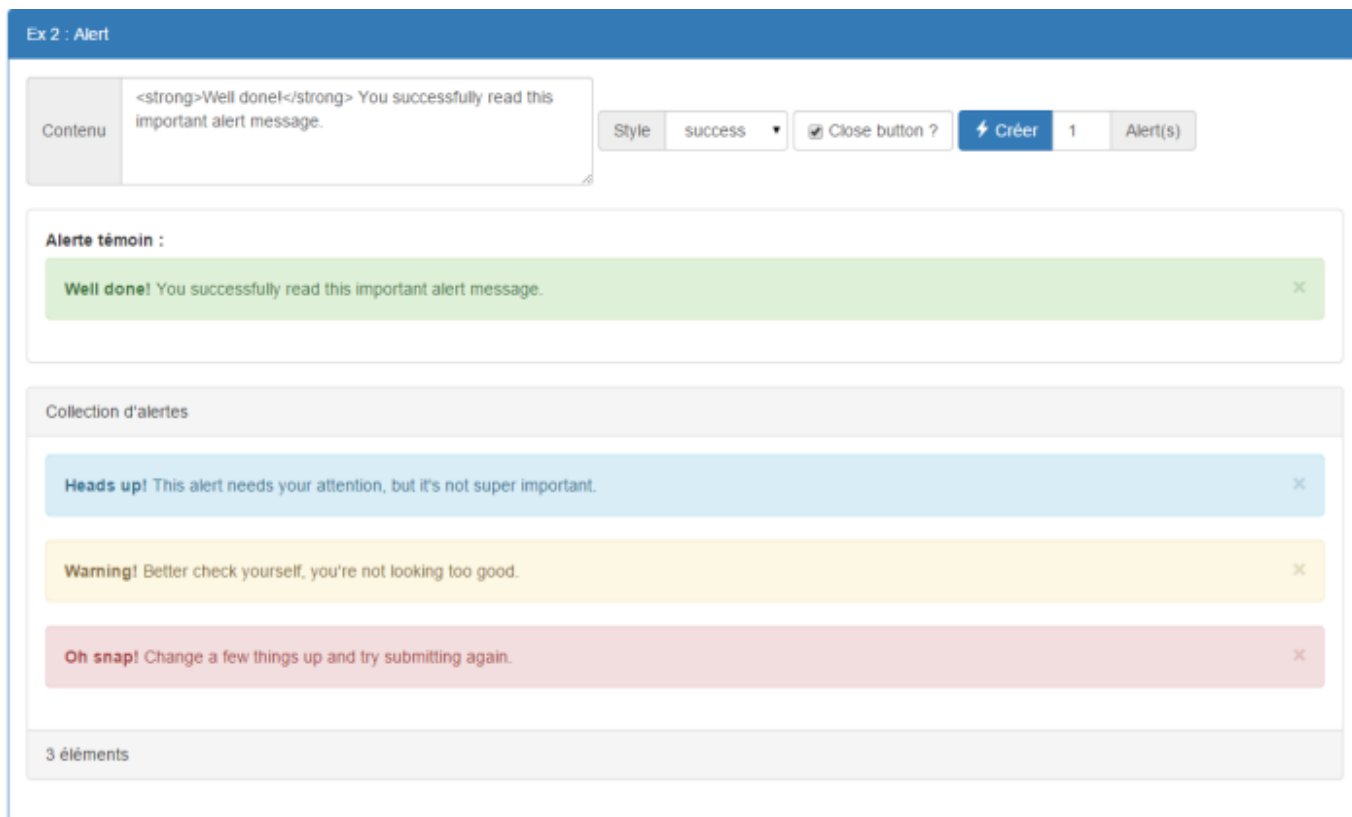 Ex 2 : Alert
<strong>Well done!</strong> You successfully read this
important alert message.
Contenu
Style
success
Close button ?
Créer
1
Alert(s)
Alerte témoin :
Well done! You successfully read this important alert message.
×
Collection d'alertes
Heads up! This alert needs your attention, but it's not super important.
×
Warning! Better check yourself, you're not looking too good.
×
Oh snap! Change a few things up and try submitting again.
×
3 éléments